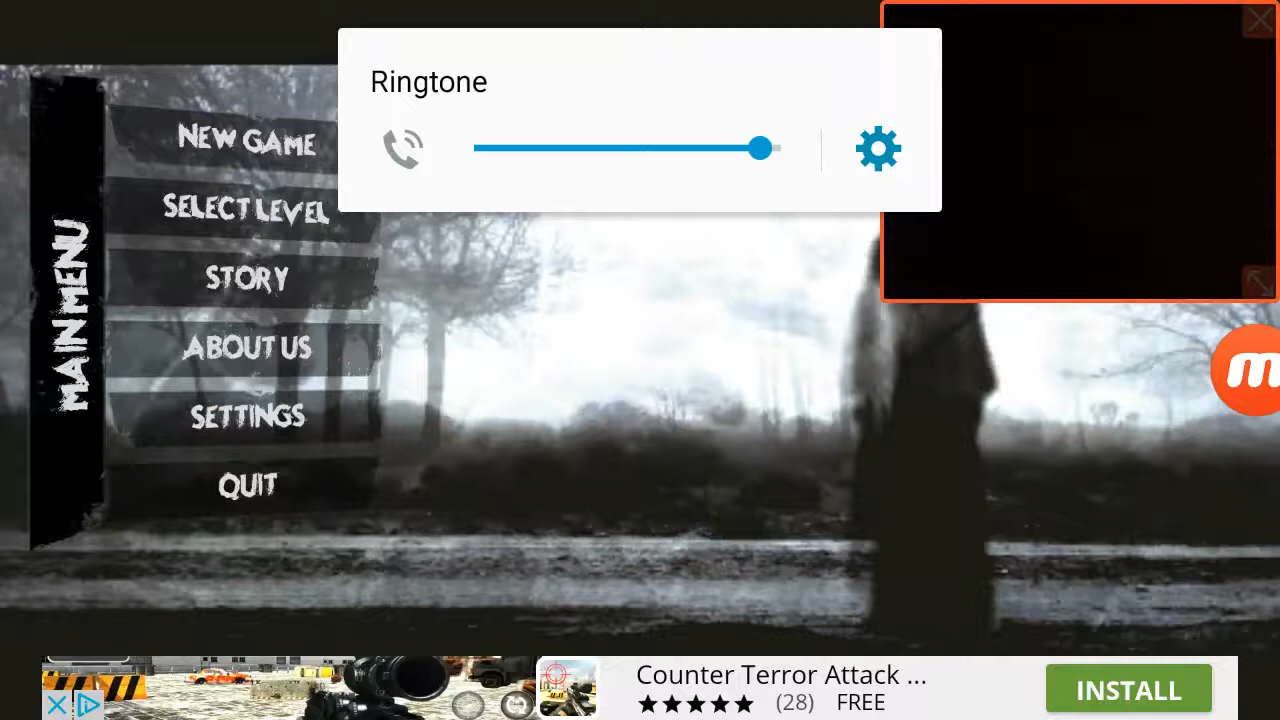 Ringtone
MAIN MENU
NEW GAME
SELECT LEVEL
STORY
ABOUT US
SETTINGS
QUIT
m
Counter Terror Attack ...
(28) FREE
INSTALL